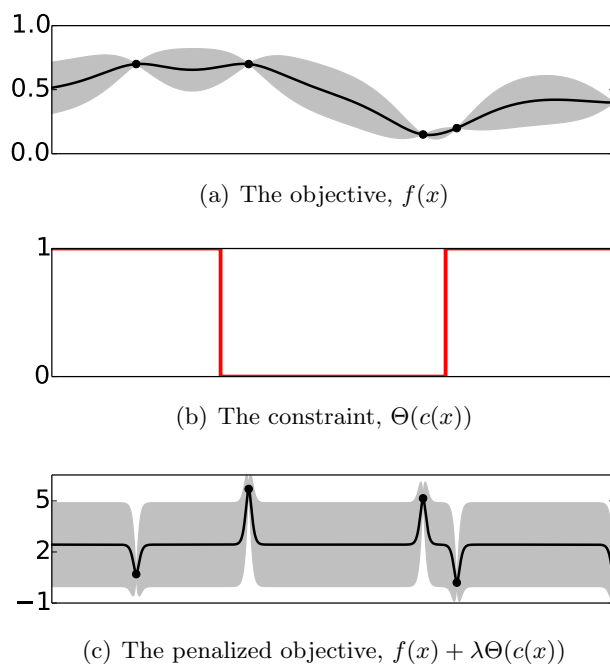 1.0
0.5
0.0
(a) The objective, f(x)
1
0
(b) The constraint, Θ(c(x))
5
2
−1
(c) The penalized objective, f(x) + λΘ(c(x))